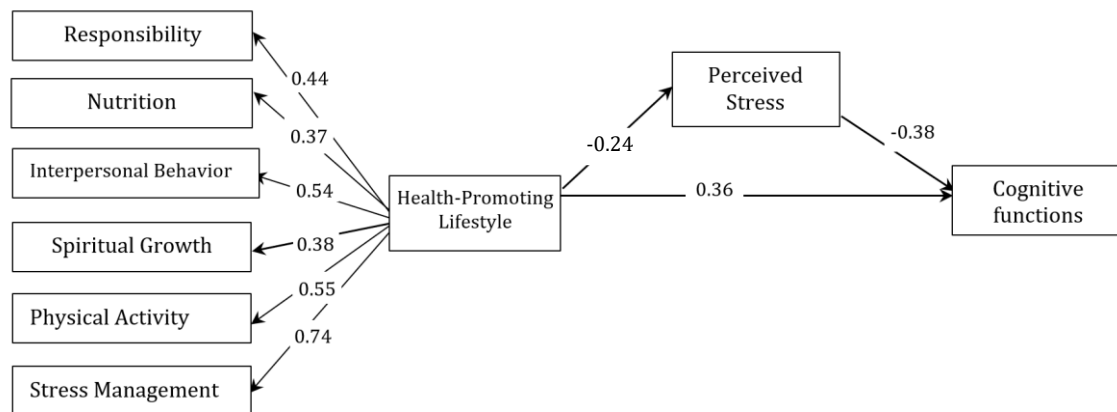 Responsibility
0.44
Nutrition
0.37
Interpersonal Behavior
0.54
Spiritual Growth
0.38
Physical Activity
0.55
Stress Management
0.74
Health-Promoting
Lifestyle
-0.24
Perceived
Stress
-0.38
0.36
Cognitive
functions